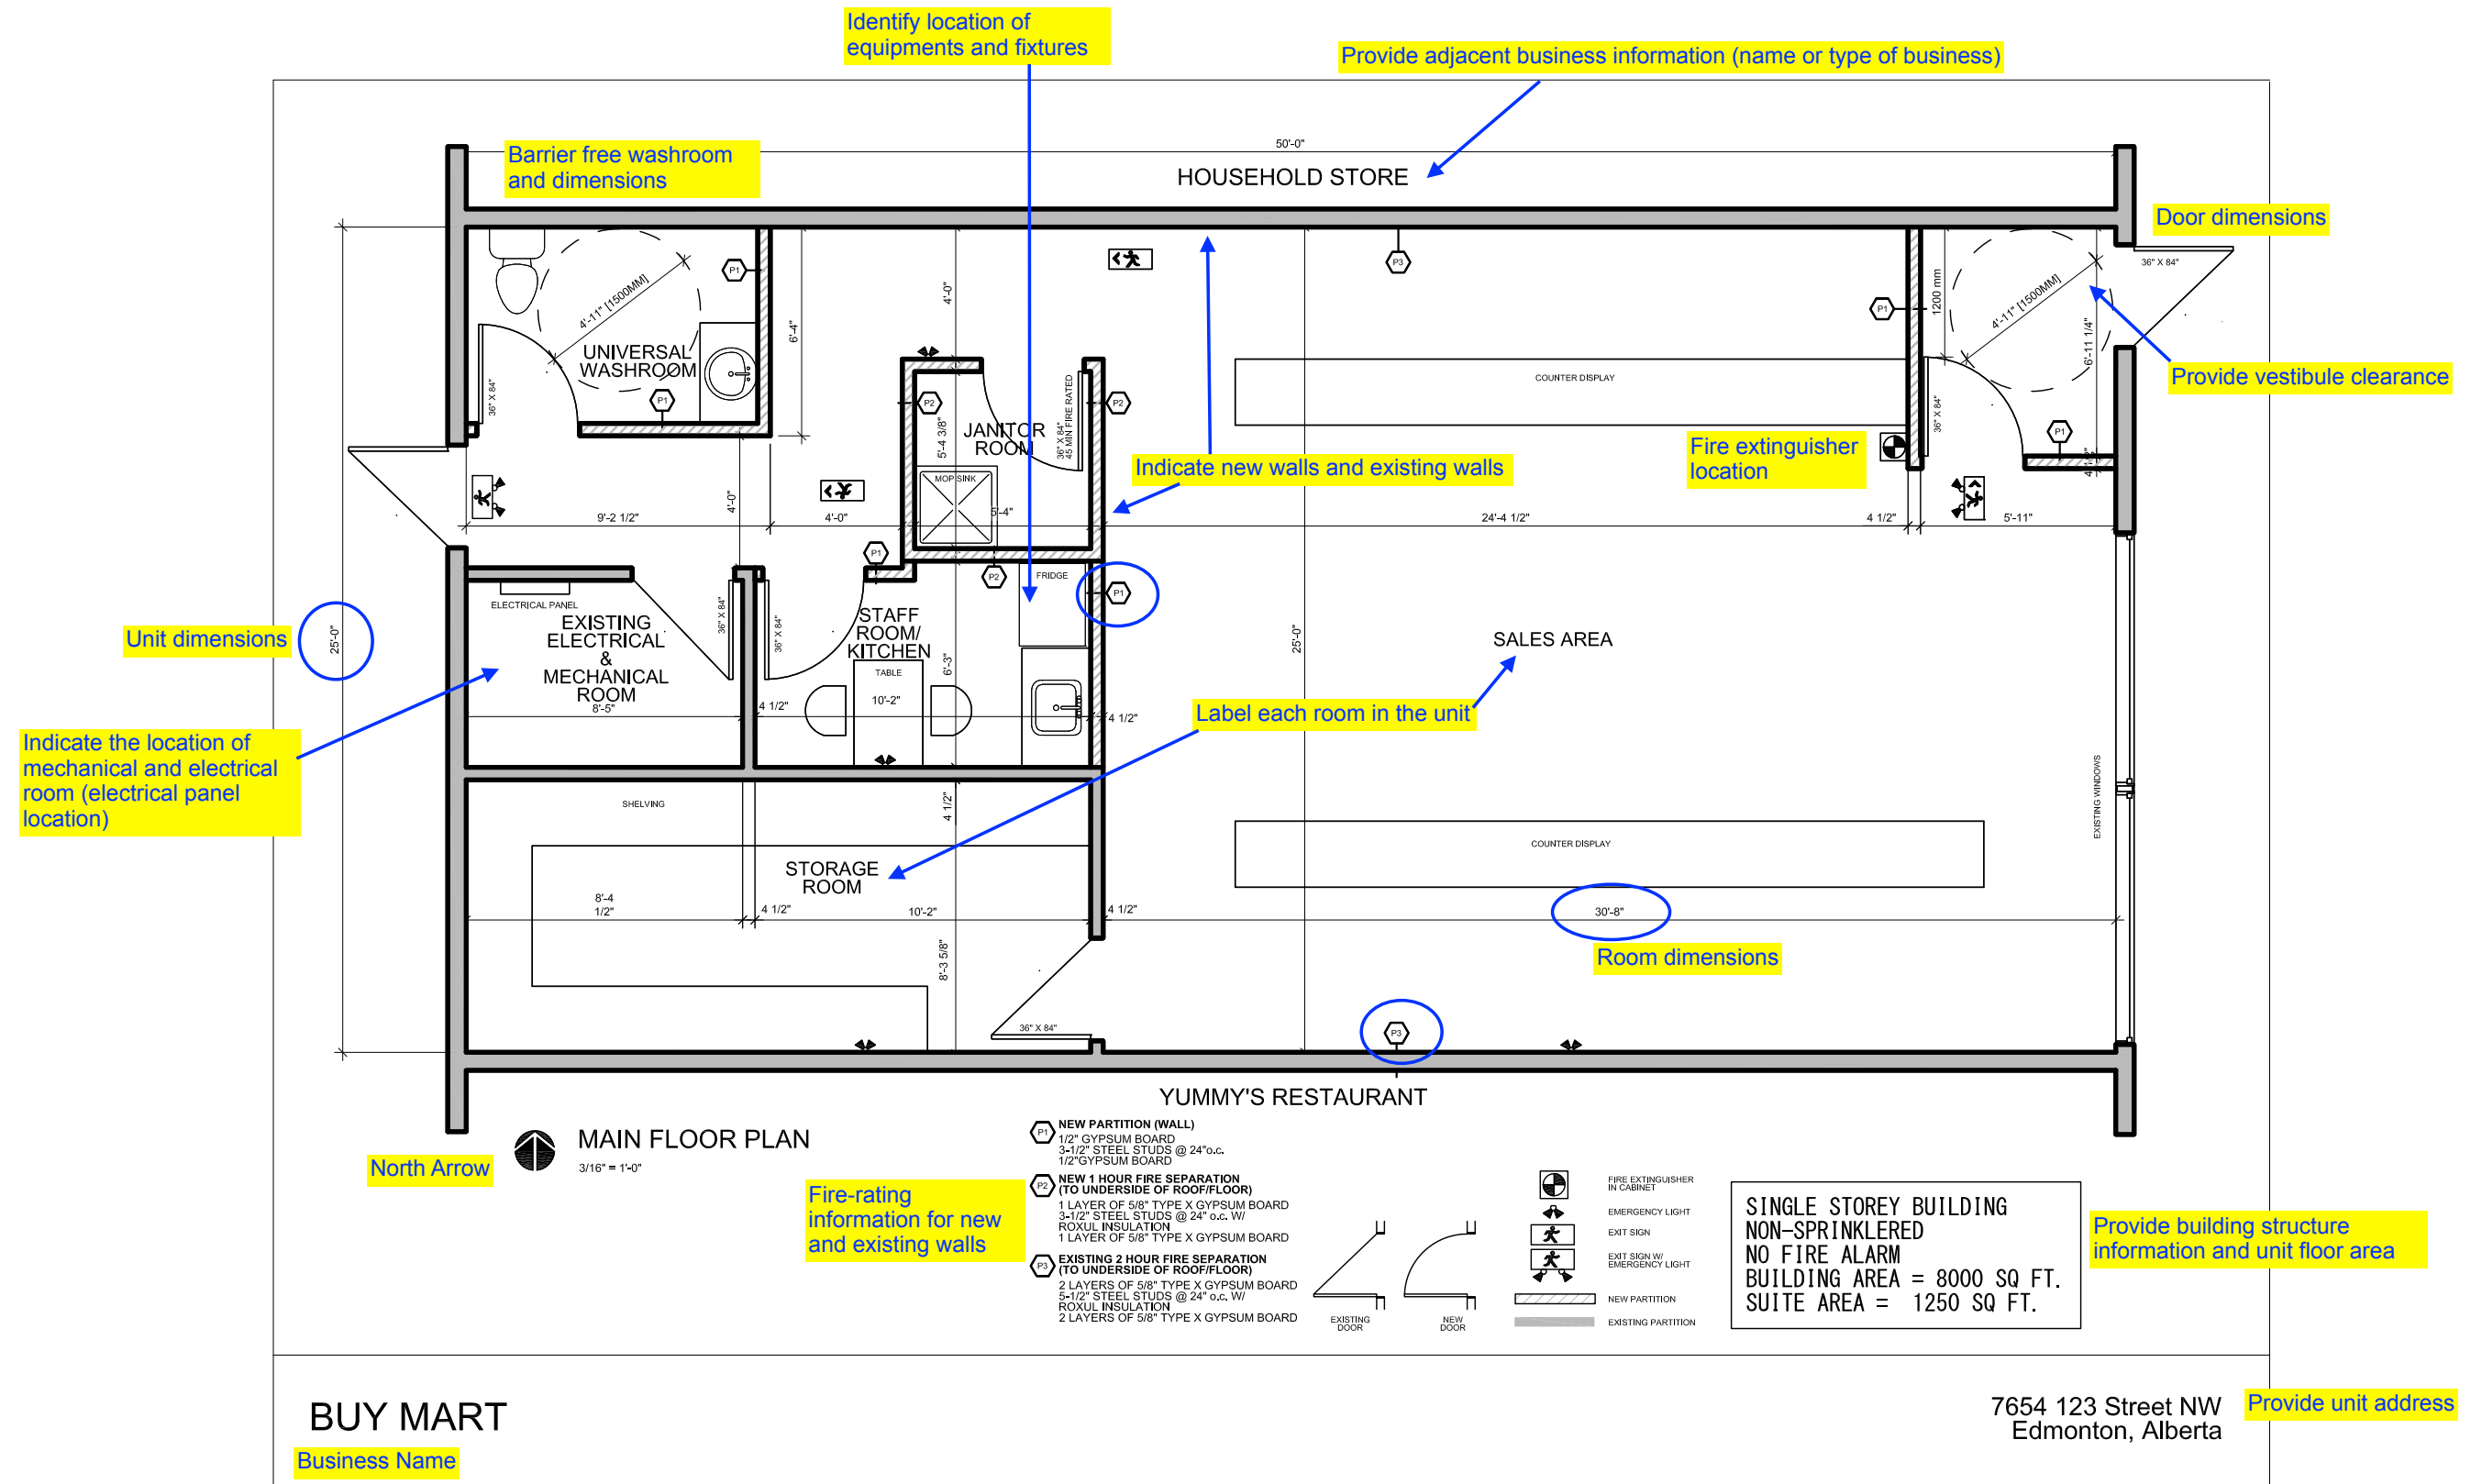 Identify location of
equipments and fixtures
Provide adjacent business information (name or type of business)
Barrier free washroom
and dimensions
50'-0"
HOUSEHOLD STORE
Door dimensions
36" X 84"
P1
P3
4'-11" [1500MM]
UNIVERSAL
WASHROOM
P1
36" X 84"
6'-4"
4'-0"
1200 mm
P1
4'-11" [1500MM]
6'-11 1/4"
Provide vestibule clearance
COUNTER DISPLAY
P2
P2
5'-4 3/8"
JANITOR
ROOM
36" X 84"
45 MIN FIRE RATED
36" X 84"
P1
4 1/2"
Fire extinguisher
location
Indicate new walls and existing walls
MOP SINK
5'-4"
9'-2 1/2"
4'-0"
4'-0"
24'-4 1/2"
4 1/2"
5'-11"
P1
P2
FRIDGE
P1
ELECTRICAL PANEL
EXISTING
ELECTRICAL
&
MECHANICAL
ROOM
8'-5"
36" X 84"
36" X 84"
STAFF
ROOM/
KITCHEN
TABLE
10'-2"
6'-3"
4 1/2"
4 1/2"
25'-0"
SALES AREA
Unit dimensions
25'-0"
Label each room in the unit
Indicate the location of
mechanical and electrical
room (electrical panel
location)
SHELVING
4 1/2"
EXISTING WINDOWS
COUNTER DISPLAY
STORAGE
ROOM
8'-4
1/2"
4 1/2"
10'-2"
4 1/2"
30'-8"
Room dimensions
8'-3 5/8"
36" X 84"
P3
YUMMY'S RESTAURANT
MAIN FLOOR PLAN
3/16" = 1'-0"
North Arrow
Fire-rating
information for new
and existing walls
P1
NEW PARTITION (WALL)
1/2" GYPSUM BOARD
3-1/2" STEEL STUDS @ 24"o.c.
1/2"GYPSUM BOARD
P2
NEW 1 HOUR FIRE SEPARATION
(TO UNDERSIDE OF ROOF/FLOOR)
1 LAYER OF 5/8" TYPE X GYPSUM BOARD
3-1/2" STEEL STUDS @ 24" o.c. W/
ROXUL INSULATION
1 LAYER OF 5/8" TYPE X GYPSUM BOARD
P3
EXISTING 2 HOUR FIRE SEPARATION
(TO UNDERSIDE OF ROOF/FLOOR)
2 LAYERS OF 5/8" TYPE X GYPSUM BOARD
5-1/2" STEEL STUDS @ 24" o.c. W/
ROXUL INSULATION
2 LAYERS OF 5/8" TYPE X GYPSUM BOARD
EXISTING
DOOR
NEW
DOOR
FIRE EXTINGUISHER
IN CABINET
EMERGENCY LIGHT
EXIT SIGN
EXIT SIGN W/
EMERGENCY LIGHT
NEW PARTITION
EXISTING PARTITION
SINGLE STOREY BUILDING
NON-SPRINKLERED
NO FIRE ALARM
BUILDING AREA = 8000 SQ FT.
SUITE AREA = 1250 SQ FT.
Provide building structure
information and unit floor area
BUY MART
Business Name
7654 123 Street NW
Edmonton, Alberta
Provide unit address